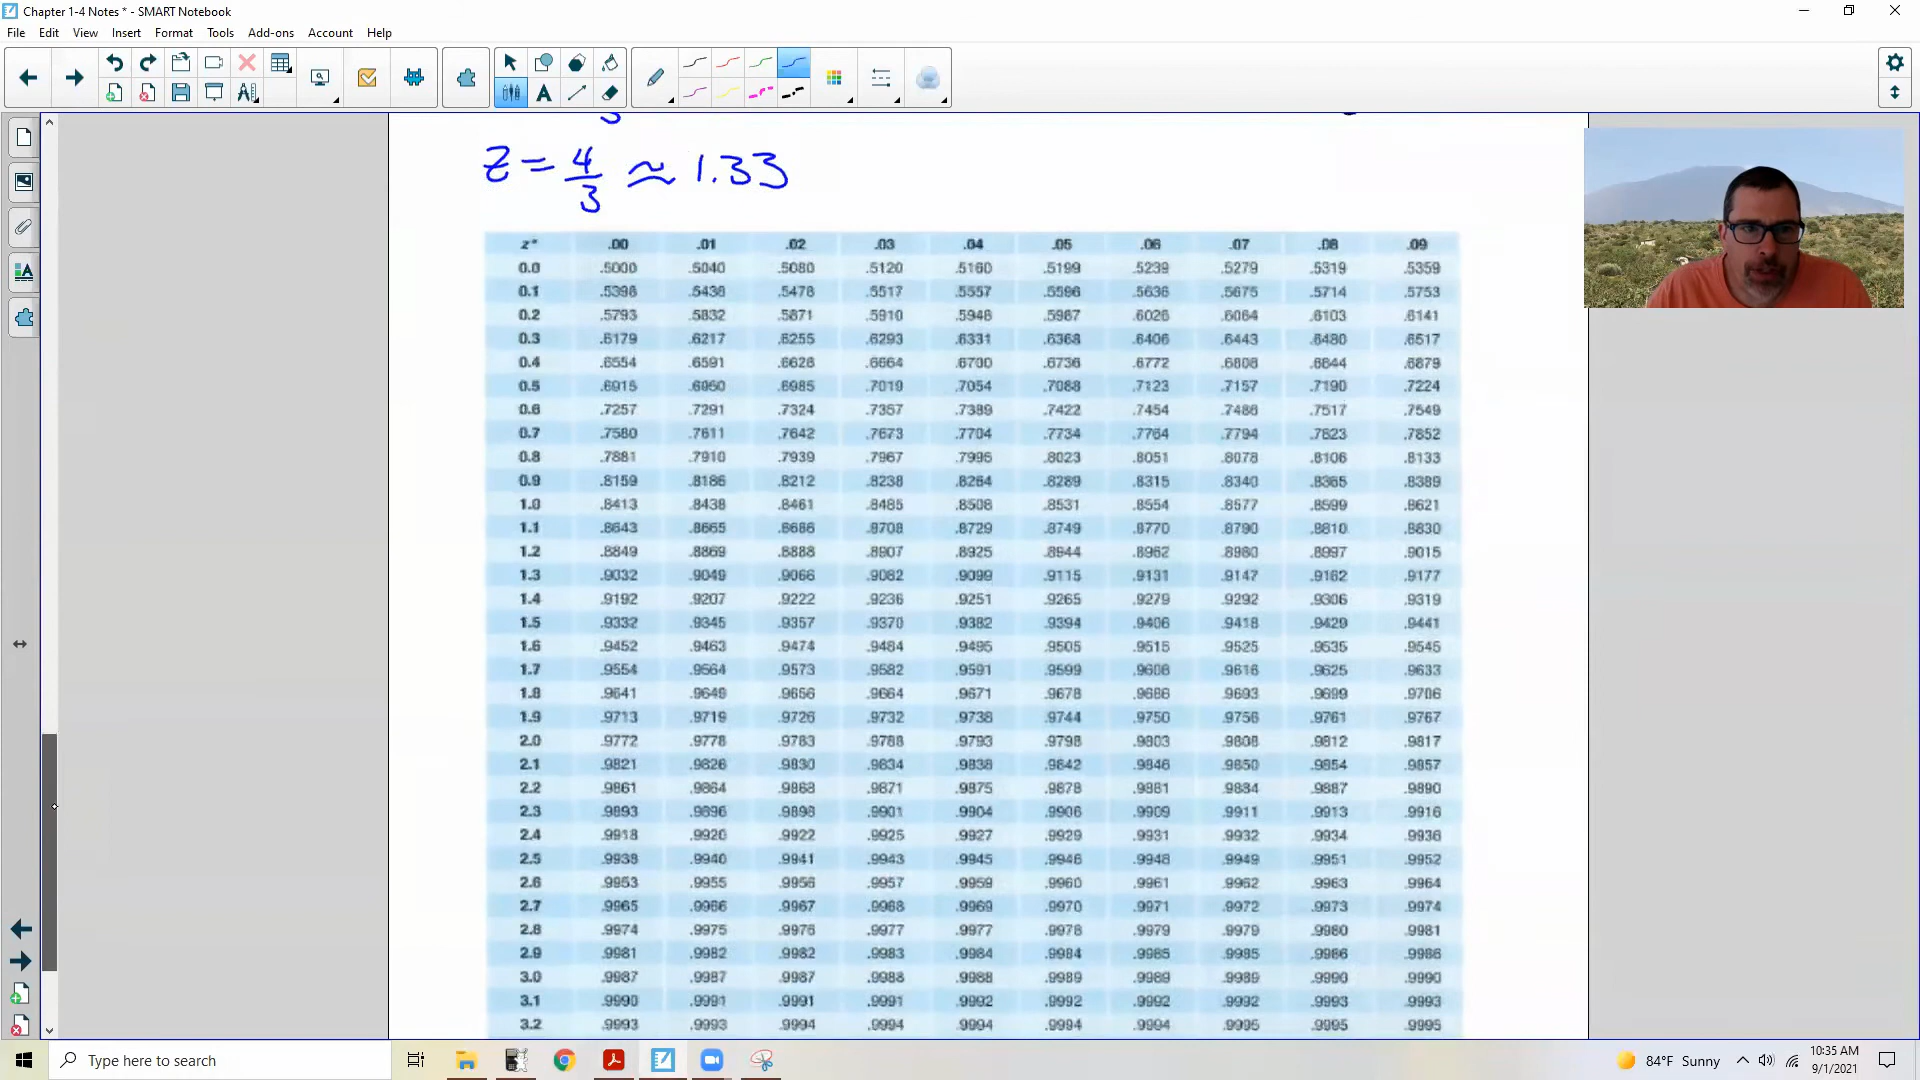 Chapter 1-4 Notes * - SMART Notebook
File Edit View Insert Format Tools Add-ons Account Help
z = 4/3 ≈ 1.33
z* .00 .01 .02 .03 .04 .05 .06 .07 .08 .09
0.0 .5000 .5040 .5080 .5120 .5160 .5199 .5239 .5279 .5319 .5359
0.1 .5398 .5438 .5478 .5517 .5557 .5596 .5636 .5675 .5714 .5753
0.2 .5793 .5832 .5871 .5910 .5948 .5987 .6026 .6064 .6103 .6141
0.3 .6179 .6217 .6255 .6293 .6331 .6368 .6406 .6443 .6480 .6517
0.4 .6554 .6591 .6628 .6664 .6700 .6736 .6772 .6808 .6844 .6879
0.5 .6915 .6950 .6985 .7019 .7054 .7088 .7123 .7157 .7190 .7224
0.6 .7257 .7291 .7324 .7357 .7389 .7422 .7454 .7486 .7517 .7549
0.7 .7580 .7611 .7642 .7673 .7704 .7734 .7764 .7794 .7823 .7852
0.8 .7881 .7910 .7939 .7967 .7995 .8023 .8051 .8078 .8106 .8133
0.9 .8159 .8186 .8212 .8238 .8264 .8289 .8315 .8340 .8365 .8389
1.0 .8413 .8438 .8461 .8485 .8508 .8531 .8554 .8577 .8599 .8621
1.1 .8643 .8665 .8686 .8708 .8729 .8749 .8770 .8790 .8810 .8830
1.2 .8849 .8869 .8888 .8907 .8925 .8944 .8962 .8980 .8997 .9015
1.3 .9032 .9049 .9066 .9082 .9099 .9115 .9131 .9147 .9162 .9177
1.4 .9192 .9207 .9222 .9236 .9251 .9265 .9279 .9292 .9306 .9319
1.5 .9332 .9345 .9357 .9370 .9382 .9394 .9406 .9418 .9429 .9441
1.6 .9452 .9463 .9474 .9484 .9495 .9505 .9515 .9525 .9535 .9545
1.7 .9554 .9564 .9573 .9582 .9591 .9599 .9608 .9616 .9625 .9633
1.8 .9641 .9649 .9656 .9664 .9671 .9678 .9686 .9693 .9699 .9706
1.9 .9713 .9719 .9726 .9732 .9738 .9744 .9750 .9756 .9761 .9767
2.0 .9772 .9778 .9783 .9788 .9793 .9798 .9803 .9808 .9812 .9817
2.1 .9821 .9826 .9830 .9834 .9838 .9842 .9846 .9850 .9854 .9857
2.2 .9861 .9864 .9868 .9871 .9875 .9878 .9881 .9884 .9887 .9890
2.3 .9893 .9896 .9898 .9901 .9904 .9906 .9909 .9911 .9913 .9916
2.4 .9918 .9920 .9922 .9925 .9927 .9929 .9931 .9932 .9934 .9936
2.5 .9938 .9940 .9941 .9943 .9945 .9946 .9948 .9949 .9951 .9952
2.6 .9953 .9955 .9956 .9957 .9959 .9960 .9961 .9962 .9963 .9964
2.7 .9965 .9966 .9967 .9968 .9969 .9970 .9971 .9972 .9973 .9974
2.8 .9974 .9975 .9976 .9977 .9977 .9978 .9979 .9979 .9980 .9981
2.9 .9981 .9982 .9982 .9983 .9984 .9984 .9985 .9985 .9986 .9986
3.0 .9987 .9987 .9987 .9988 .9988 .9989 .9989 .9989 .9990 .9990
3.1 .9990 .9991 .9991 .9991 .9992 .9992 .9992 .9992 .9993 .9993
3.2 .9993 .9993 .9994 .9994 .9994 .9994 .9994 .9995 .9995 .9995
Type here to search
84°F Sunny
10:35 AM
9/1/2021